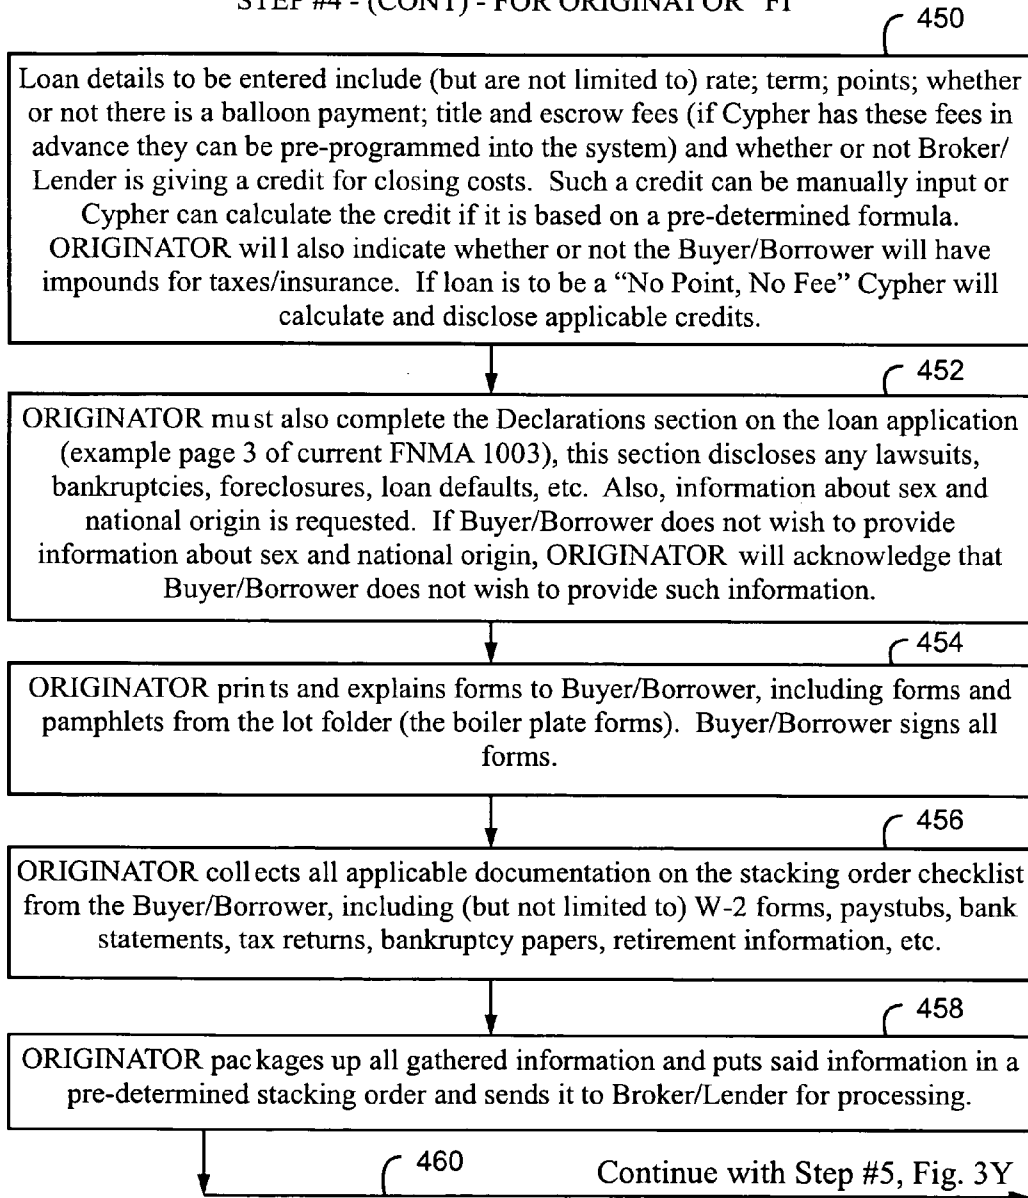 STEP #4 - (CONT) - FOR ORIGINATOR "FI"
450
Loan details to be entered include (but are not limited to) rate; term; points; whether
or not there is a balloon payment; title and escrow fees (if Cypher has these fees in
advance they can be pre-programmed into the system) and whether or not Broker/
Lender is giving a credit for closing costs. Such a credit can be manually input or
Cypher can calculate the credit if it is based on a pre-determined formula.
ORIGINATOR will also indicate whether or not the Buyer/Borrower will have
impounds for taxes/insurance. If loan is to be a “No Point, No Fee” Cypher will
calculate and disclose applicable credits.
452
ORIGINATOR must also complete the Declarations section on the loan application
(example page 3 of current FNMA 1003), this section discloses any lawsuits,
bankruptcies, foreclosures, loan defaults, etc. Also, information about sex and
national origin is requested. If Buyer/Borrower does not wish to provide
information about sex and national origin, ORIGINATOR will acknowledge that
Buyer/Borrower does not wish to provide such information.
454
ORIGINATOR prints and explains forms to Buyer/Borrower, including forms and
pamphlets from the lot folder (the boiler plate forms). Buyer/Borrower signs all
forms.
456
ORIGINATOR collects all applicable documentation on the stacking order checklist
from the Buyer/Borrower, including (but not limited to) W-2 forms, paystubs, bank
statements, tax returns, bankruptcy papers, retirement information, etc.
458
ORIGINATOR packages up all gathered information and puts said information in a
pre-determined stacking order and sends it to Broker/Lender for processing.
460
Continue with Step #5, Fig. 3Y